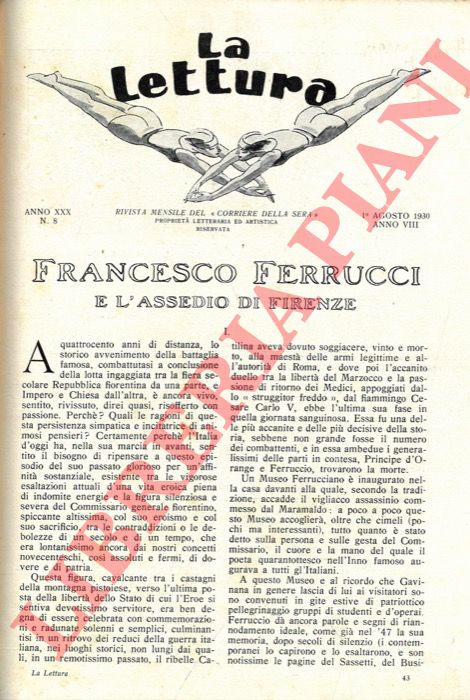 La
Lettura
ANNO XXX
N. 8
RIVISTA MENSILE DEL « CORRIERE DELLA SERA »
PROPRIETÀ LETTERARIA ED ARTISTICA
RISERVATA
1º AGOSTO 1930
ANNO VIII
FRANCESCO FERRUCCI
E L'ASSEDIO DI FIRENZE
I.
A quattrocento anni di distanza, lo
storico avvenimento della battaglia
famosa, combattutasi a conclusione
della lotta ingaggiata tra la fiera se-
colare Repubblica fiorentina da una parte e
Impero e Chiesa dall'altra, è ancora vivo,
sentito, rivissuto, direi quasi, risofferto con
passione. Perchè? Quali le ragioni di que-
sta persistenza simpatica e incitatrice di ani-
mosi pensieri? Certamente perchè l'Italia
d'oggi ha, nella sua marcia in avanti, sen-
tito il bisogno di ripensare in questo epi-
sodio del suo passato glorioso per l'affi-
nità sostanziale, esistente fra le vigorose
esaltazioni attuali d'una vita eroica piena
di indomite energie e la figura silenziosa e
severa del Commissario generale fiorentino,
spiccante altissima, col suo eroismo e col
suo sacrificio, tra le contraddizioni o le de-
bolezze di uomini d'un tempo, che
era lontanissimo ancora dai nostri concetti
novecenteschi, così assoluti e fermi, di do-
vere e di patria.
Questa figura, cavalcante tra i castagni
della montagna pistoiese, verso l'ultima po-
sta della libertà dello Stato di cui l'Eroe si
sentiva devotissimo servitore, era ben de-
gna di essere celebrata con commemorazio-
ni e radunate solenni e semplici, culminan-
tisi nel ritrovo dei reduci della guerra ita-
liana, nei luoghi storici, non lungi dai qua-
li, in un remotissimo passato, il ribelle Ca-
tilina aveva dovuto soggiacere, vinto e mor-
to, alla maestà delle armi legittime e al-
l'autorità di Roma, e dove poi l'accanito
duello tra la libertà del Marzocco e la pas-
sione di ritorno dei Medici, appoggiati dal-
lo « struggitor freddo », dal fiammingo Ce-
sare Carlo V, ebbe l'ultima sua fase in
quella giornata sanguinosa. Essa fu una del-
le più accanite e delle più decisive della sto-
ria, sebbene non grande fosse il numero
dei combattenti, e in essa ambedue i genera-
lissimi delle parti in contesa, Principe d'O-
range e Ferruccio, trovarono la morte.
Un Museo Ferrucciano è inaugurato nel-
la casa davanti alla quale, secondo la tra-
dizione, accadde il vigliacco assassinio com-
messo dal Maramaldo: a poco a poco que-
sto Museo accoglierà, oltre che cimeli (po-
chi ma interessanti), tutto quanto è stato
detto sulla persona e sulle gesta del Com-
missario, il cuore e la mano del quale il
poeta quarantottesco nell'Inno famoso au-
gurava a tutti gl'Italiani.
A questo Museo e al ricordo che Gavi-
nana in genere lascia di lui ai visitatori so-
no convenuti in gite estive di patriottico
pellegrinaggio gruppi di studenti e d'operai.
Ferruccio dà ancora parole e segni di rian-
nodamento ideale, come già nel '47 la sua
memoria, dopo secoli di silenzio (i contem-
poranei lo capirono e lo esaltarono, e son
notissime le pagine del Sassetti, del Busi-
La Lettura
43
LIBRERIA PIANI